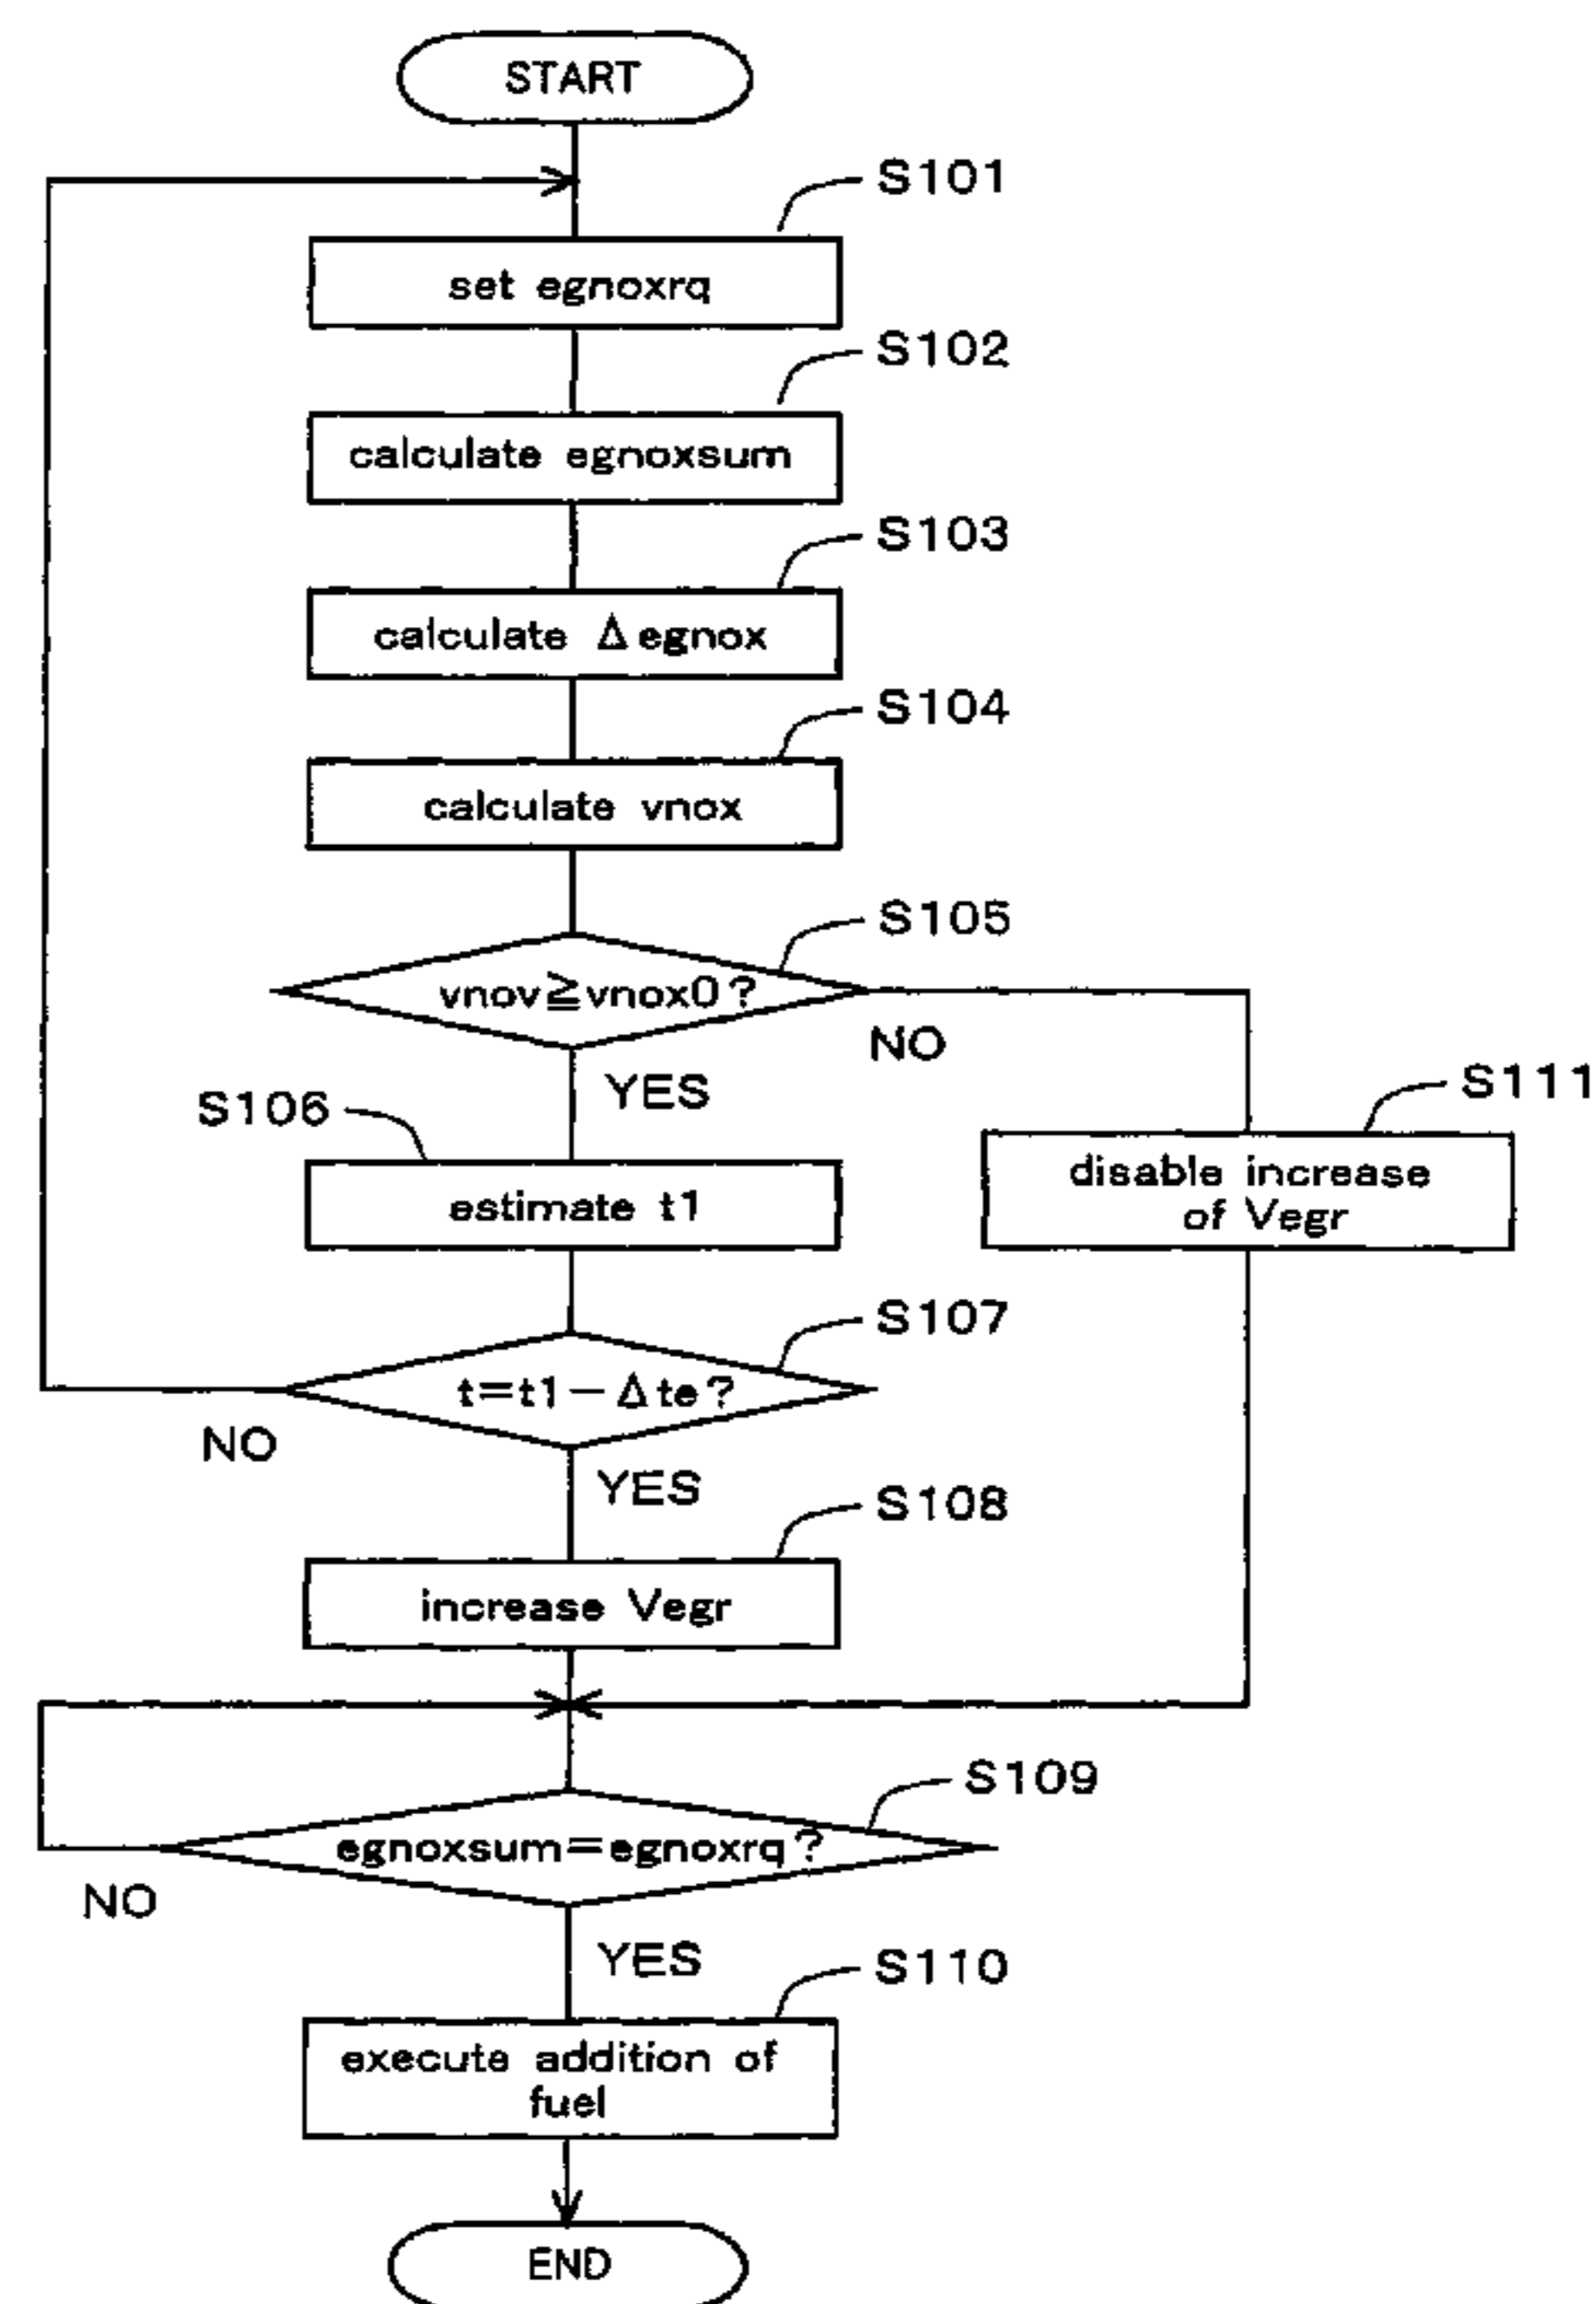 START
S101
set egnoxrq
S102
calculate egnoxsum
S103
calculate Δegnox
S104
calculate vnox
S105
vnov≧vnox0?
NO
YES
S106
S111
estimate t1
disable increase
of Vegr
S107
t=t1-Δte?
NO
YES
S108
increase Vegr
S109
egnoxsum=egnoxrq?
NO
YES
S110
execute addition of
fuel
END